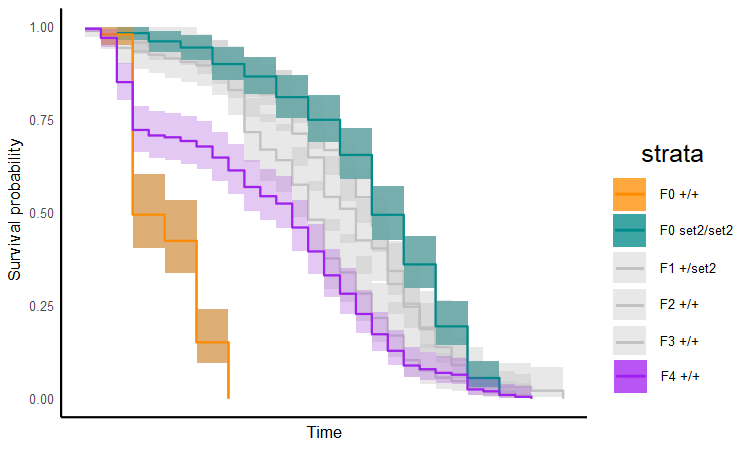 1.00
0.75
0.50
0.25
0.00
Survival probability
Time
strata
F0 +/+
F0 set2/set2
F1 +/set2
F2 +/+
F3 +/+
F4 +/+